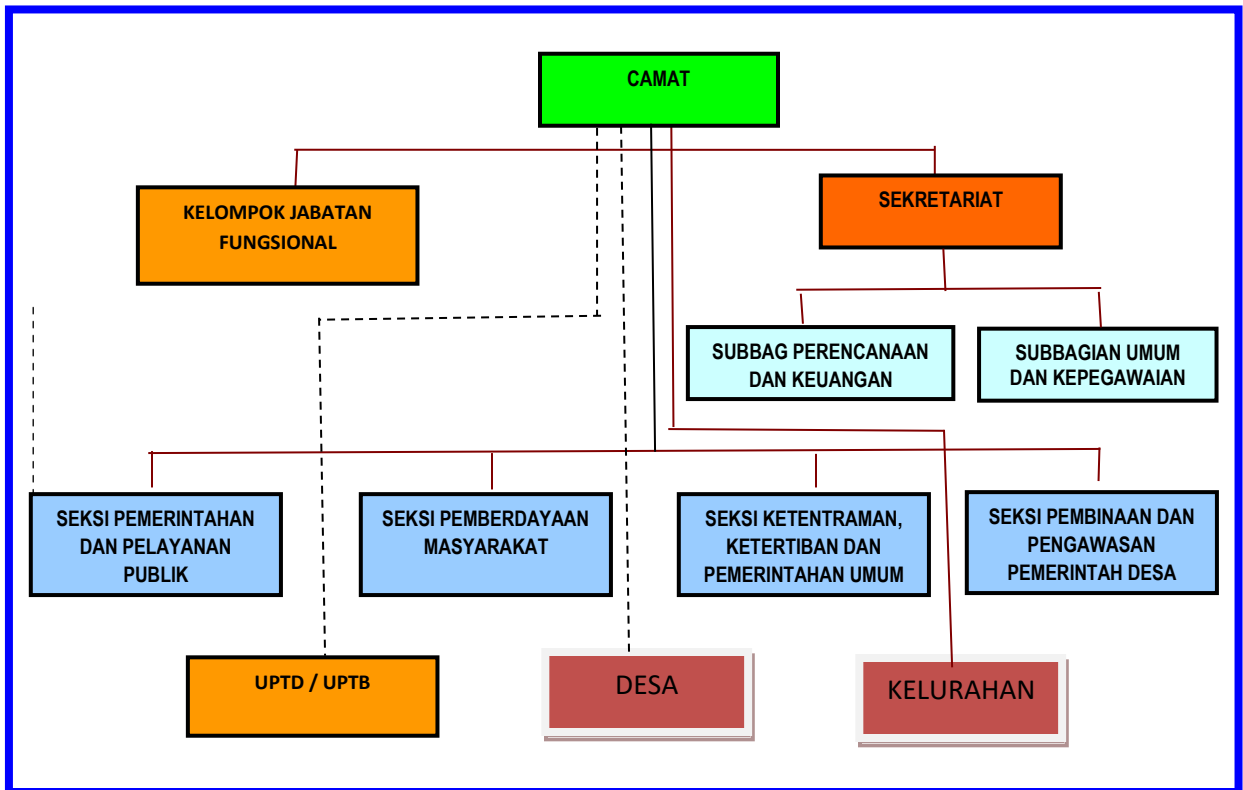 CAMAT
KELOMPOK JABATAN
FUNGSIONAL
SEKRETARIAT
SUBBAG PERENCANAAN
DAN KEUANGAN
SUBBAGIAN UMUM
DAN KEPEGAWAIAN
SEKSI PEMERINTAHAN
DAN PELAYANAN
PUBLIK
SEKSI PEMBERDAYAAN
MASYARAKAT
SEKSI KETENTRAMAN,
KETERTIBAN DAN
PEMERINTAHAN UMUM
SEKSI PEMBINAAN DAN
PENGAWASAN
PEMERINTAH DESA
UPTD / UPTB
DESA
KELURAHAN